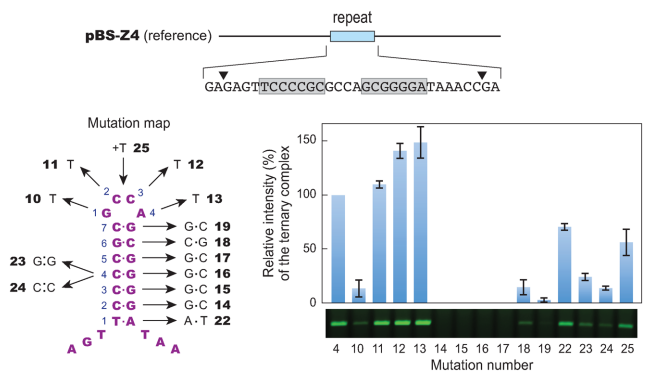 repeat
pBS-Z4 (reference)
GAGAGTTCCCCGCGCCAGCGGGGATAAACCGA
Mutation map
+T 25
11 T
T 12
2 3
C C
10 T
T 13
1 G A 4
7 C·G G·C 19
6 G·C C·G 18
5 C·G G·C 17
23 G:G
4 C·G G·C 16
24 C:C
3 C·G G·C 15
2 C·G G·C 14
1 T·A A·T 22
A G T T A A
Relative intensity (%)
of the ternary complex
150
100
50
0
4 10 11 12 13 14 15 16 17 18 19 22 23 24 25
Mutation number